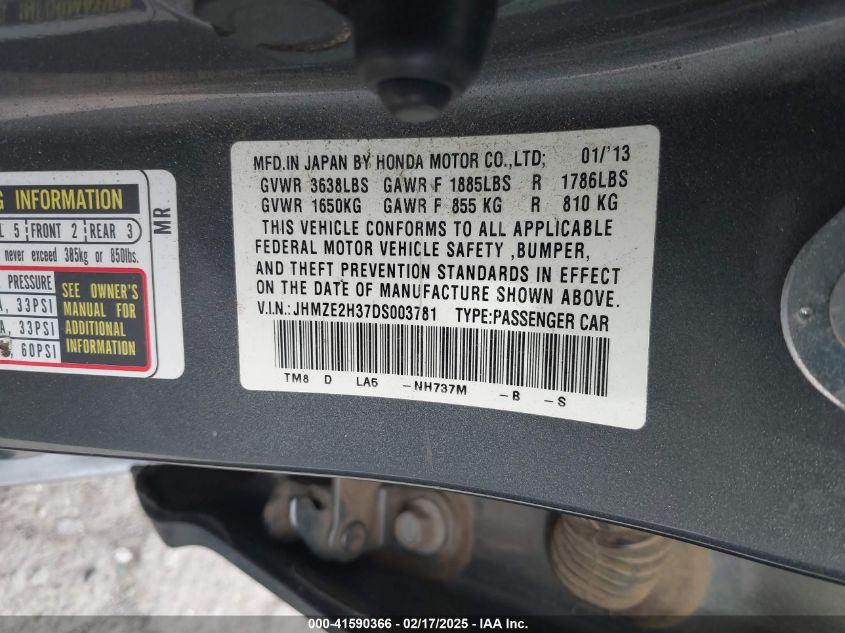 MFD.IN JAPAN BY HONDA MOTOR CO.,LTD; 01/'13
GVWR 3638LBS GAWR F 1885LBS R 1786LBS
GVWR 1650KG GAWR F 855 KG R 810 KG
THIS VEHICLE CONFORMS TO ALL APPLICABLE
FEDERAL MOTOR VEHICLE SAFETY ,BUMPER,
AND THEFT PREVENTION STANDARDS IN EFFECT
ON THE DATE OF MANUFACTURE SHOWN ABOVE.
V.I.N.:JHMZE2H37DS003781 TYPE:PASSENGER CAR
TM8 D LA5 -NH737M -B -S
INFORMATION
5 FRONT 2 REAR 3
never exceed 385kg or 850lbs.
PRESSURE
33PSI
33PSI
60PSI
SEE OWNER'S
MANUAL FOR
ADDITIONAL
INFORMATION
MR
000-41590366 - 02/17/2025 - IAA Inc.